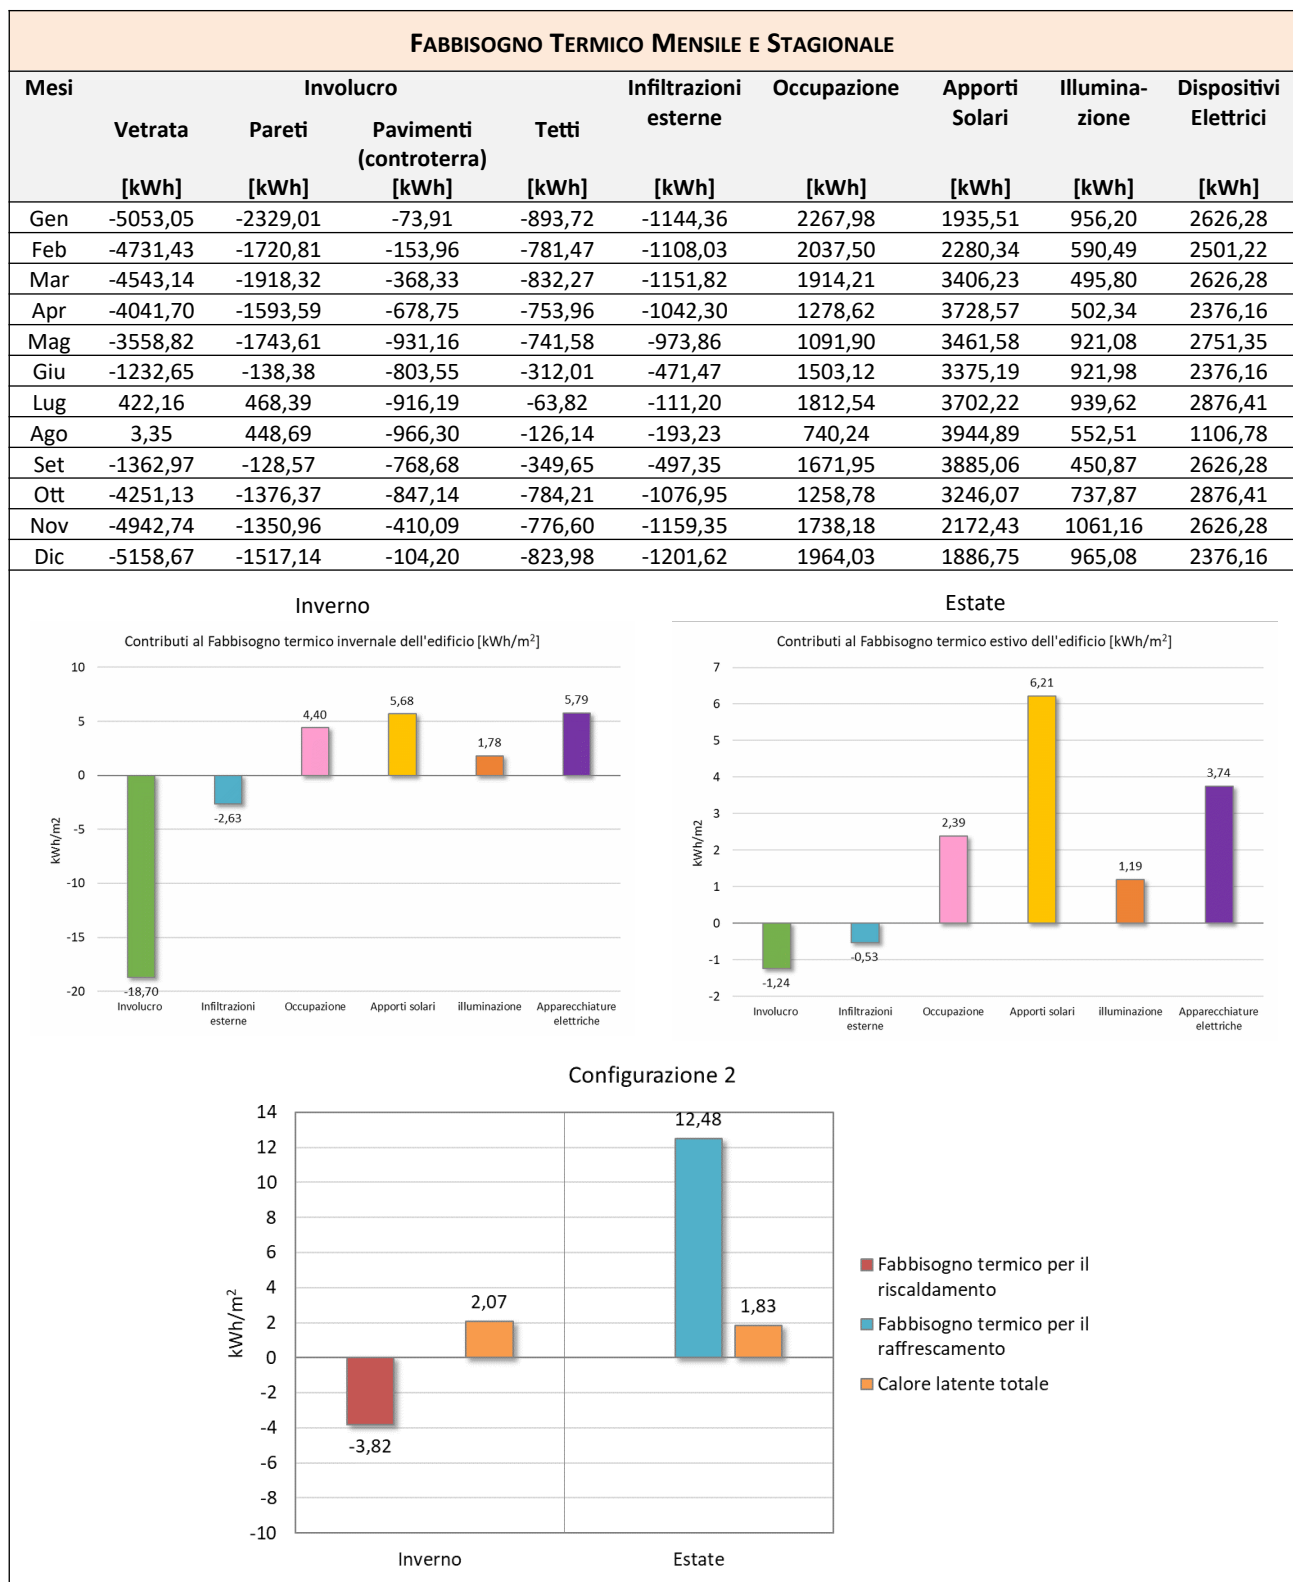 FABBISOGNO TERMICO MENSILE E STAGIONALE
Mesi Involucro Infiltrazioni esterne Occupazione Apporti Solari Illumina-zione Dispositivi Elettrici
Vetrata Pareti Pavimenti (controterra) Tetti
[kWh] [kWh] [kWh] [kWh] [kWh] [kWh] [kWh] [kWh] [kWh]
Gen -5053,05 -2329,01 -73,91 -893,72 -1144,36 2267,98 1935,51 956,20 2626,28
Feb -4731,43 -1720,81 -153,96 -781,47 -1108,03 2037,50 2280,34 590,49 2501,22
Mar -4543,14 -1918,32 -368,33 -832,27 -1151,82 1914,21 3406,23 495,80 2626,28
Apr -4041,70 -1593,59 -678,75 -753,96 -1042,30 1278,62 3728,57 502,34 2376,16
Mag -3558,82 -1743,61 -931,16 -741,58 -973,86 1091,90 3461,58 921,08 2751,35
Giu -1232,65 -138,38 -803,55 -312,01 -471,47 1503,12 3375,19 921,98 2376,16
Lug 422,16 468,39 -916,19 -63,82 -111,20 1812,54 3702,22 939,62 2876,41
Ago 3,35 448,69 -966,30 -126,14 -193,23 740,24 3944,89 552,51 1106,78
Set -1362,97 -128,57 -768,68 -349,65 -497,35 1671,95 3885,06 450,87 2626,28
Ott -4251,13 -1376,37 -847,14 -784,21 -1076,95 1258,78 3246,07 737,87 2876,41
Nov -4942,74 -1350,96 -410,09 -776,60 -1159,35 1738,18 2172,43 1061,16 2626,28
Dic -5158,67 -1517,14 -104,20 -823,98 -1201,62 1964,03 1886,75 965,08 2376,16
Inverno
Contributi al Fabbisogno termico invernale dell'edificio [kWh/m²]
10
5
0
-5
-10
-15
-20
kWh/m2
-18,70
-2,63
4,40
5,68
1,78
5,79
Involucro
Infiltrazioni esterne
Occupazione
Apporti solari
illuminazione
Apparecchiature elettriche
Estate
Contributi al Fabbisogno termico estivo dell'edificio [kWh/m²]
7
6
5
4
3
2
1
0
-1
-2
kWh/m2
-1,24
-0,53
2,39
6,21
1,19
3,74
Involucro
Infiltrazioni esterne
Occupazione
Apporti solari
illuminazione
Apparecchiature elettriche
Configurazione 2
14
12
10
8
6
4
2
0
-2
-4
-6
-8
-10
kWh/m²
-3,82
2,07
12,48
1,83
Inverno
Estate
Fabbisogno termico per il
riscaldamento
Fabbisogno termico per il
raffrescamento
Calore latente totale